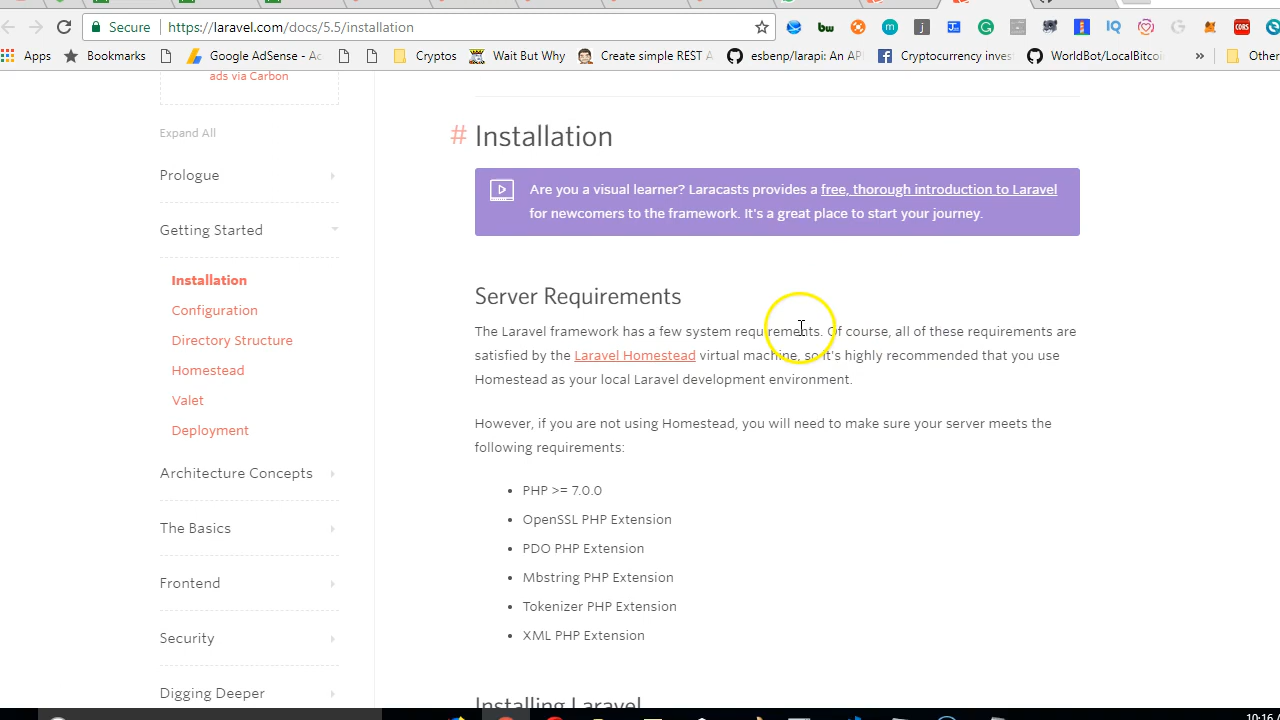 Secure
https://laravel.com/docs/5.5/installation
Apps
Bookmarks
Google AdSense - Ac
Cryptos
Wait But Why
Create simple REST A
esbenp/larapi: An API
Cryptocurrency inves
WorldBot/LocalBitcoi
»
Other
ads via Carbon
Expand All
Prologue
Getting Started
Installation
Configuration
Directory Structure
Homestead
Valet
Deployment
Architecture Concepts
The Basics
Frontend
Security
Digging Deeper
# Installation
Are you a visual learner? Laracasts provides a free, thorough introduction to Laravel
for newcomers to the framework. It's a great place to start your journey.
Server Requirements
The Laravel framework has a few system requirements. Of course, all of these requirements are
satisfied by the Laravel Homestead virtual machine, so it's highly recommended that you use
Homestead as your local Laravel development environment.
However, if you are not using Homestead, you will need to make sure your server meets the
following requirements:
• PHP >= 7.0.0
• OpenSSL PHP Extension
• PDO PHP Extension
• Mbstring PHP Extension
• Tokenizer PHP Extension
• XML PHP Extension
Installing Laravel
10:16